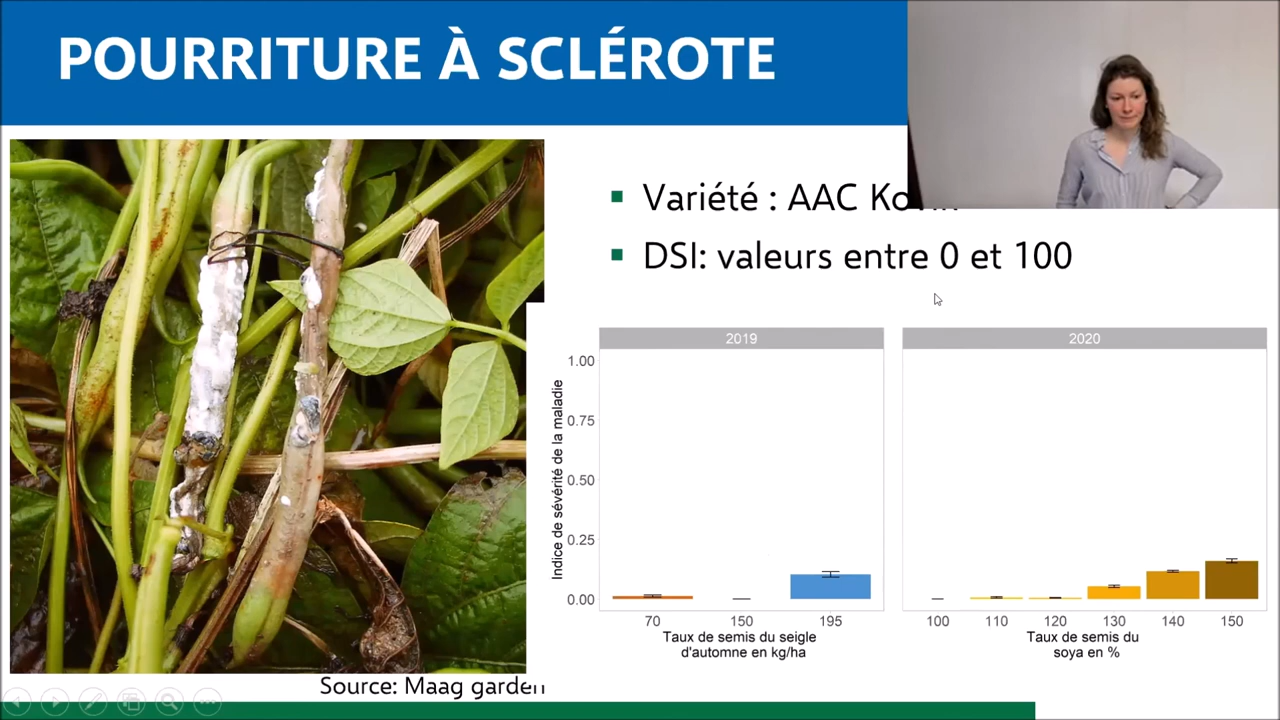 POURRITURE À SCLÉROTE
Variété : AAC
DSI: valeurs entre 0 et 100
2019
2020
Indice de sévérité de la maladie
1.00
0.75
0.50
0.25
0.00
70 150 195
100 110 120 130 140 150
Taux de semis du seigle
d'automne en kg/ha
Taux de semis du
soya en %
Source: Maag garden